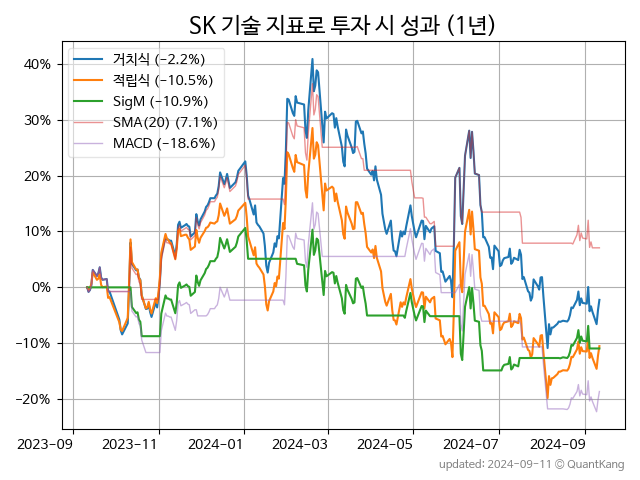 SK 기술 지표로 투자 시 성과 (1년)
거치식 (−2.2%)
적립식 (−10.5%)
SigM (−10.9%)
SMA(20) (7.1%)
MACD (−18.6%)
40%
30%
20%
10%
0%
−10%
−20%
2023-09 2023-11 2024-01 2024-03 2024-05 2024-07 2024-09
updated: 2024-09-11 © QuantKang